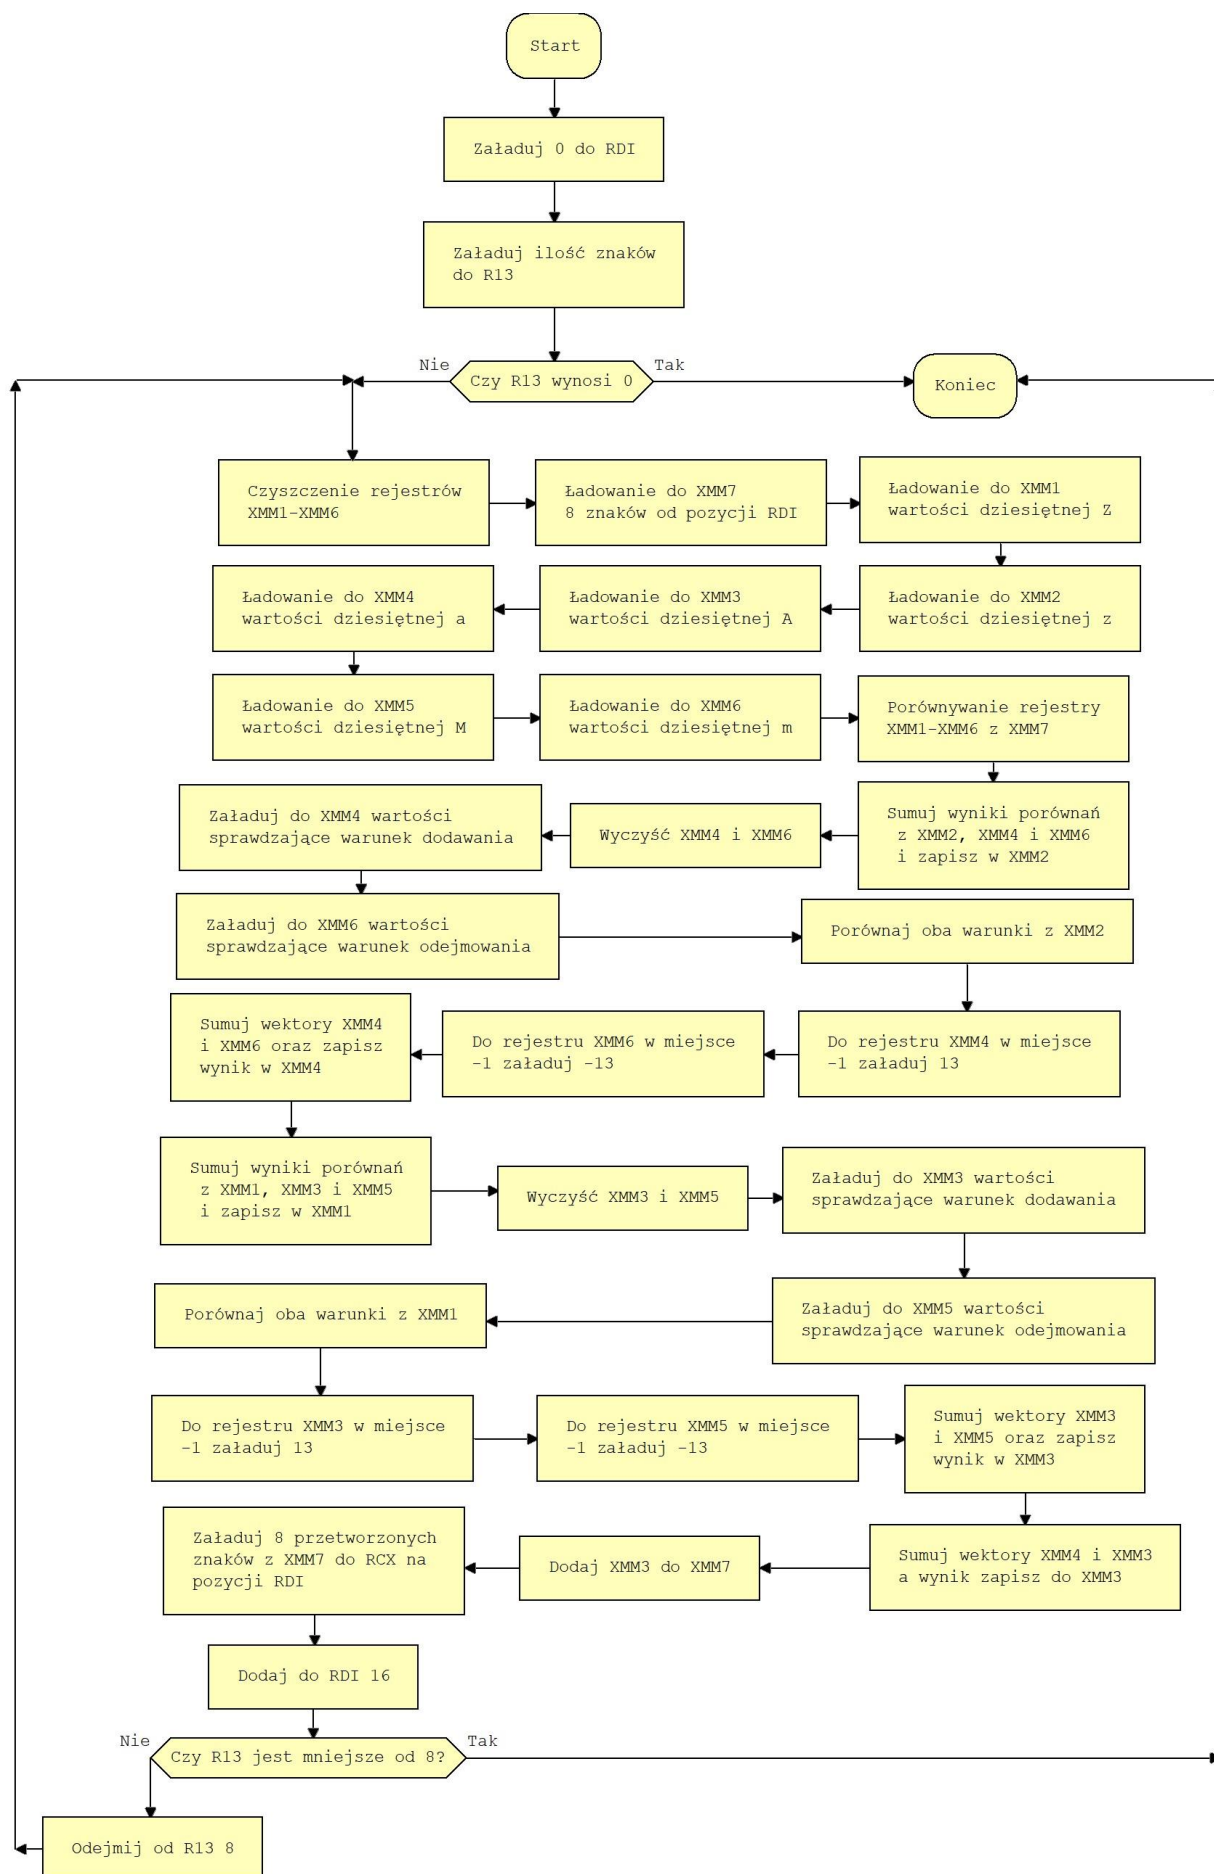 Start
Załaduj 0 do RDI
Załaduj ilość znaków
do R13
Nie
Czy R13 wynosi 0
Tak
Koniec
Czyszczenie rejestrów
XMM1-XMM6
Ładowanie do XMM7
8 znaków od pozycji RDI
Ładowanie do XMM1
wartości dziesiętnej Z
Ładowanie do XMM2
wartości dziesiętnej z
Ładowanie do XMM3
wartości dziesiętnej A
Ładowanie do XMM4
wartości dziesiętnej a
Ładowanie do XMM5
wartości dziesiętnej M
Ładowanie do XMM6
wartości dziesiętnej m
Porównywanie rejestry
XMM1-XMM6 z XMM7
Sumuj wyniki porównań
z XMM2, XMM4 i XMM6
i zapisz w XMM2
Wyczyść XMM4 i XMM6
Załaduj do XMM4 wartości
sprawdzające warunek dodawania
Załaduj do XMM6 wartości
sprawdzające warunek odejmowania
Porównaj oba warunki z XMM2
Do rejestru XMM4 w miejsce
-1 załaduj 13
Do rejestru XMM6 w miejsce
-1 załaduj -13
Sumuj wektory XMM4
i XMM6 oraz zapisz
wynik w XMM4
Sumuj wyniki porównań
z XMM1, XMM3 i XMM5
i zapisz w XMM1
Wyczyść XMM3 i XMM5
Załaduj do XMM3 wartości
sprawdzające warunek dodawania
Załaduj do XMM5 wartości
sprawdzające warunek odejmowania
Porównaj oba warunki z XMM1
Do rejestru XMM3 w miejsce
-1 załaduj 13
Do rejestru XMM5 w miejsce
-1 załaduj -13
Sumuj wektory XMM3
i XMM5 oraz zapisz
wynik w XMM3
Sumuj wektory XMM4 i XMM3
a wynik zapisz do XMM3
Dodaj XMM3 do XMM7
Załaduj 8 przetworzonych
znaków z XMM7 do RCX na
pozycji RDI
Dodaj do RDI 16
Nie
Czy R13 jest mniejsze od 8?
Tak
Odejmij od R13 8